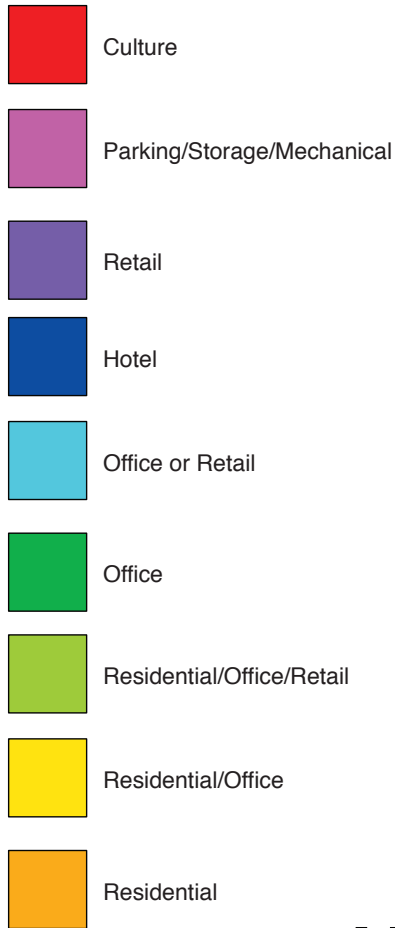 Culture
Parking/Storage/Mechanical
Retail
Hotel
Office or Retail
Office
Residential/Office/Retail
Residential/Office
Residential